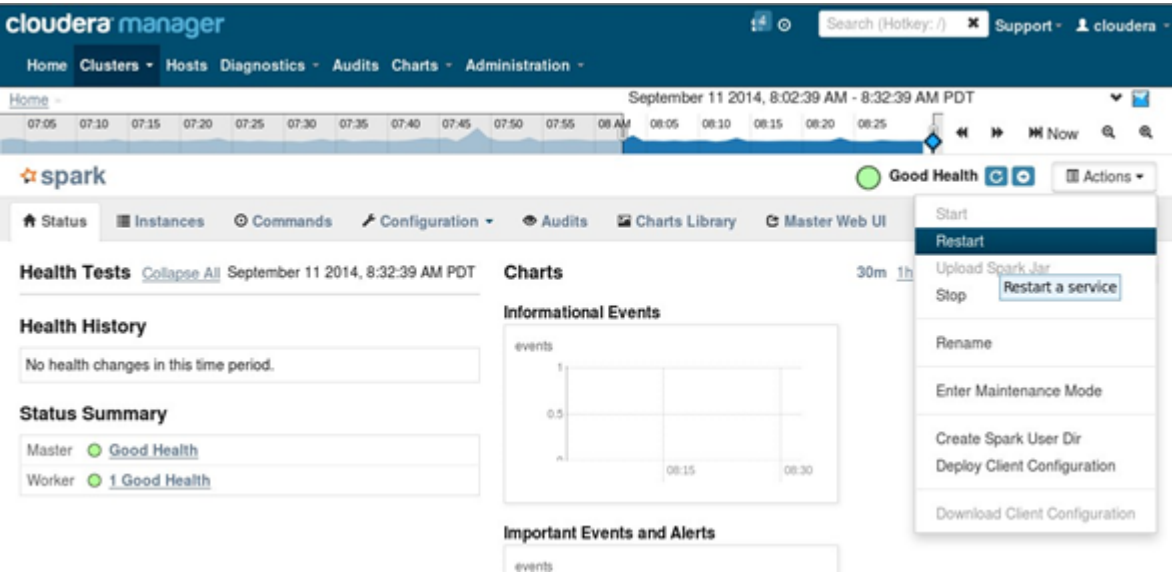 cloudera manager
4
Search (Hotkey: /)
Support
cloudera
Home Clusters Hosts Diagnostics Audits Charts Administration
Home
September 11 2014, 8:02:39 AM - 8:32:39 AM PDT
07:05 07:10 07:15 07:20 07:25 07:30 07:35 07:40 07:45 07:50 07:55 08 AM 08:05 08:10 08:15 08:20 08:25
Now
spark
Good Health
Actions
Status Instances Commands Configuration Audits Charts Library Master Web UI
Start
Restart
Upload Spark Jar
Restart a service
Stop
Rename
Enter Maintenance Mode
Create Spark User Dir
Deploy Client Configuration
Download Client Configuration
Health Tests Collapse All September 11 2014, 8:32:39 AM PDT
Health History
No health changes in this time period.
Status Summary
Master Good Health
Worker 1 Good Health
Charts
30m 1h
Informational Events
events
1
0.5
0
08:15 08:30
Important Events and Alerts
events